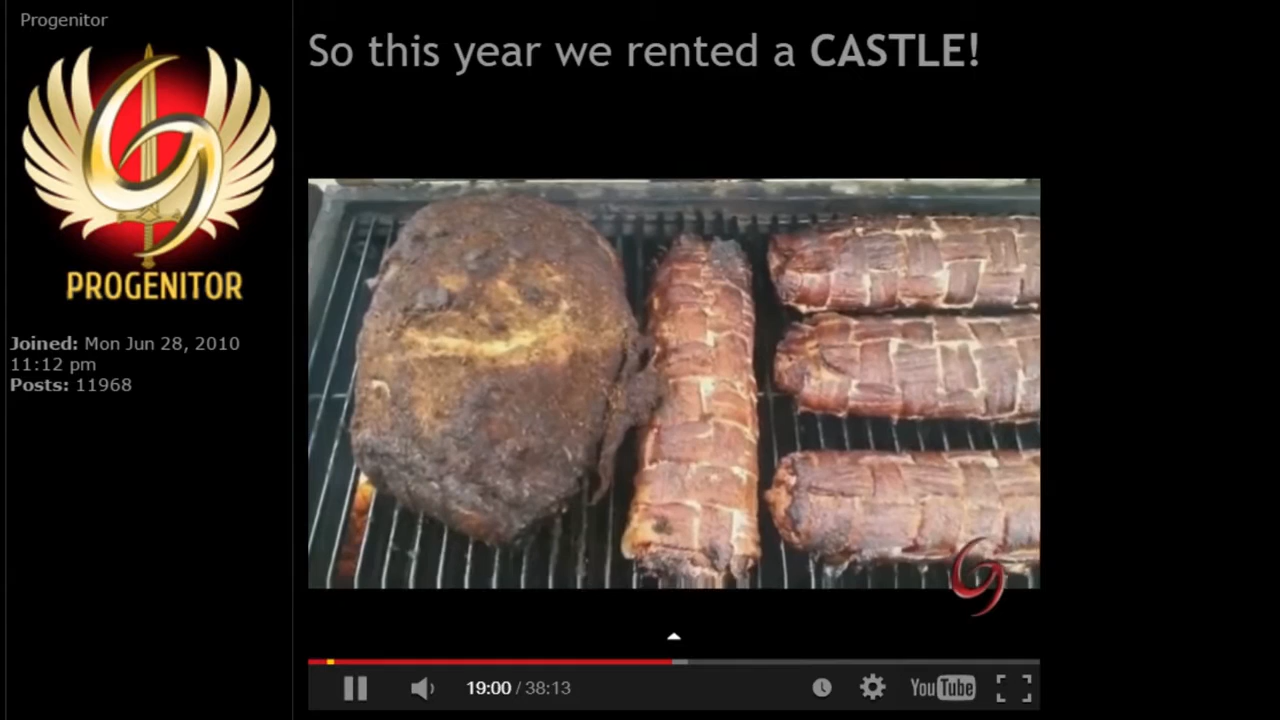 Progenitor
So this year we rented a CASTLE!
PROGENITOR
Joined: Mon Jun 28, 2010
11:12 pm
Posts: 11968
19:00 / 38:13
YouTube